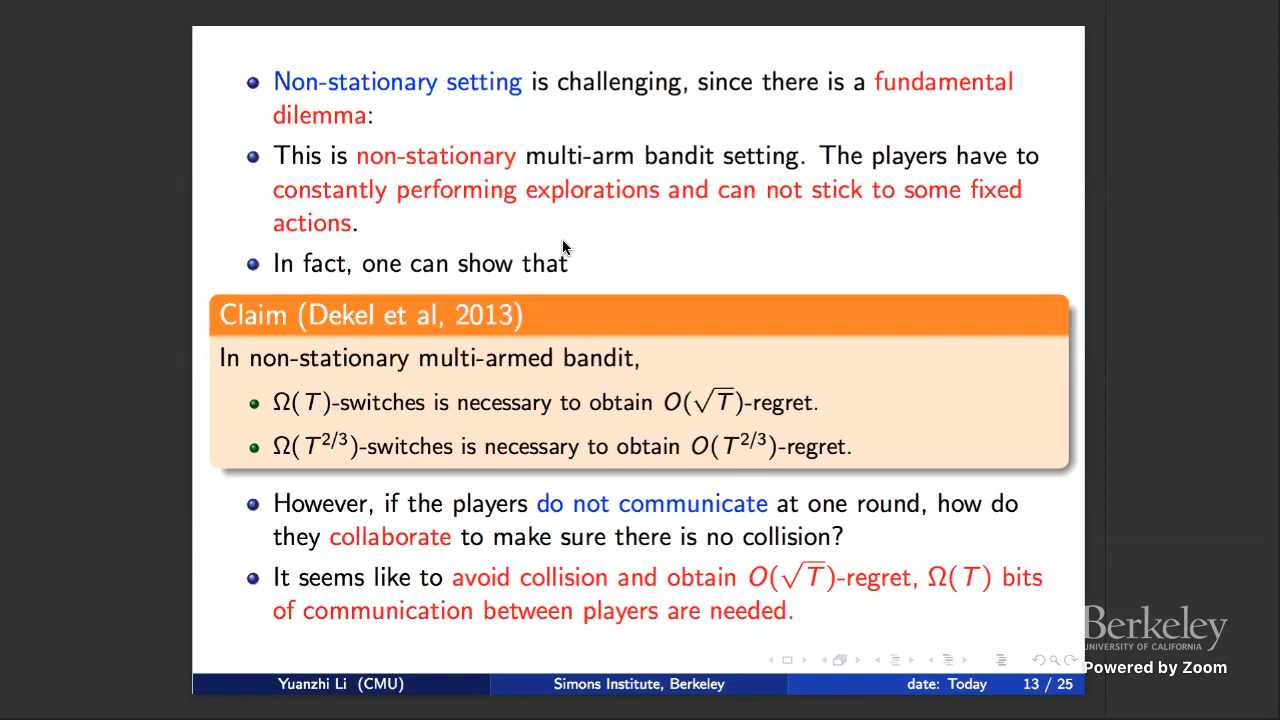 Non-stationary setting is challenging, since there is a fundamental
dilemma:
This is non-stationary multi-arm bandit setting. The players have to
constantly performing explorations and can not stick to some fixed
actions.
In fact, one can show that
Claim (Dekel et al, 2013)
In non-stationary multi-armed bandit,
Ω(T)-switches is necessary to obtain O(√T)-regret.
Ω(T^{2/3})-switches is necessary to obtain O(T^{2/3})-regret.
However, if the players do not communicate at one round, how do
they collaborate to make sure there is no collision?
It seems like to avoid collision and obtain O(√T)-regret, Ω(T) bits
of communication between players are needed.
Berkeley
UNIVERSITY OF CALIFORNIA
Powered by Zoom
Yuanzhi Li (CMU) Simons Institute, Berkeley date: Today 13 / 25